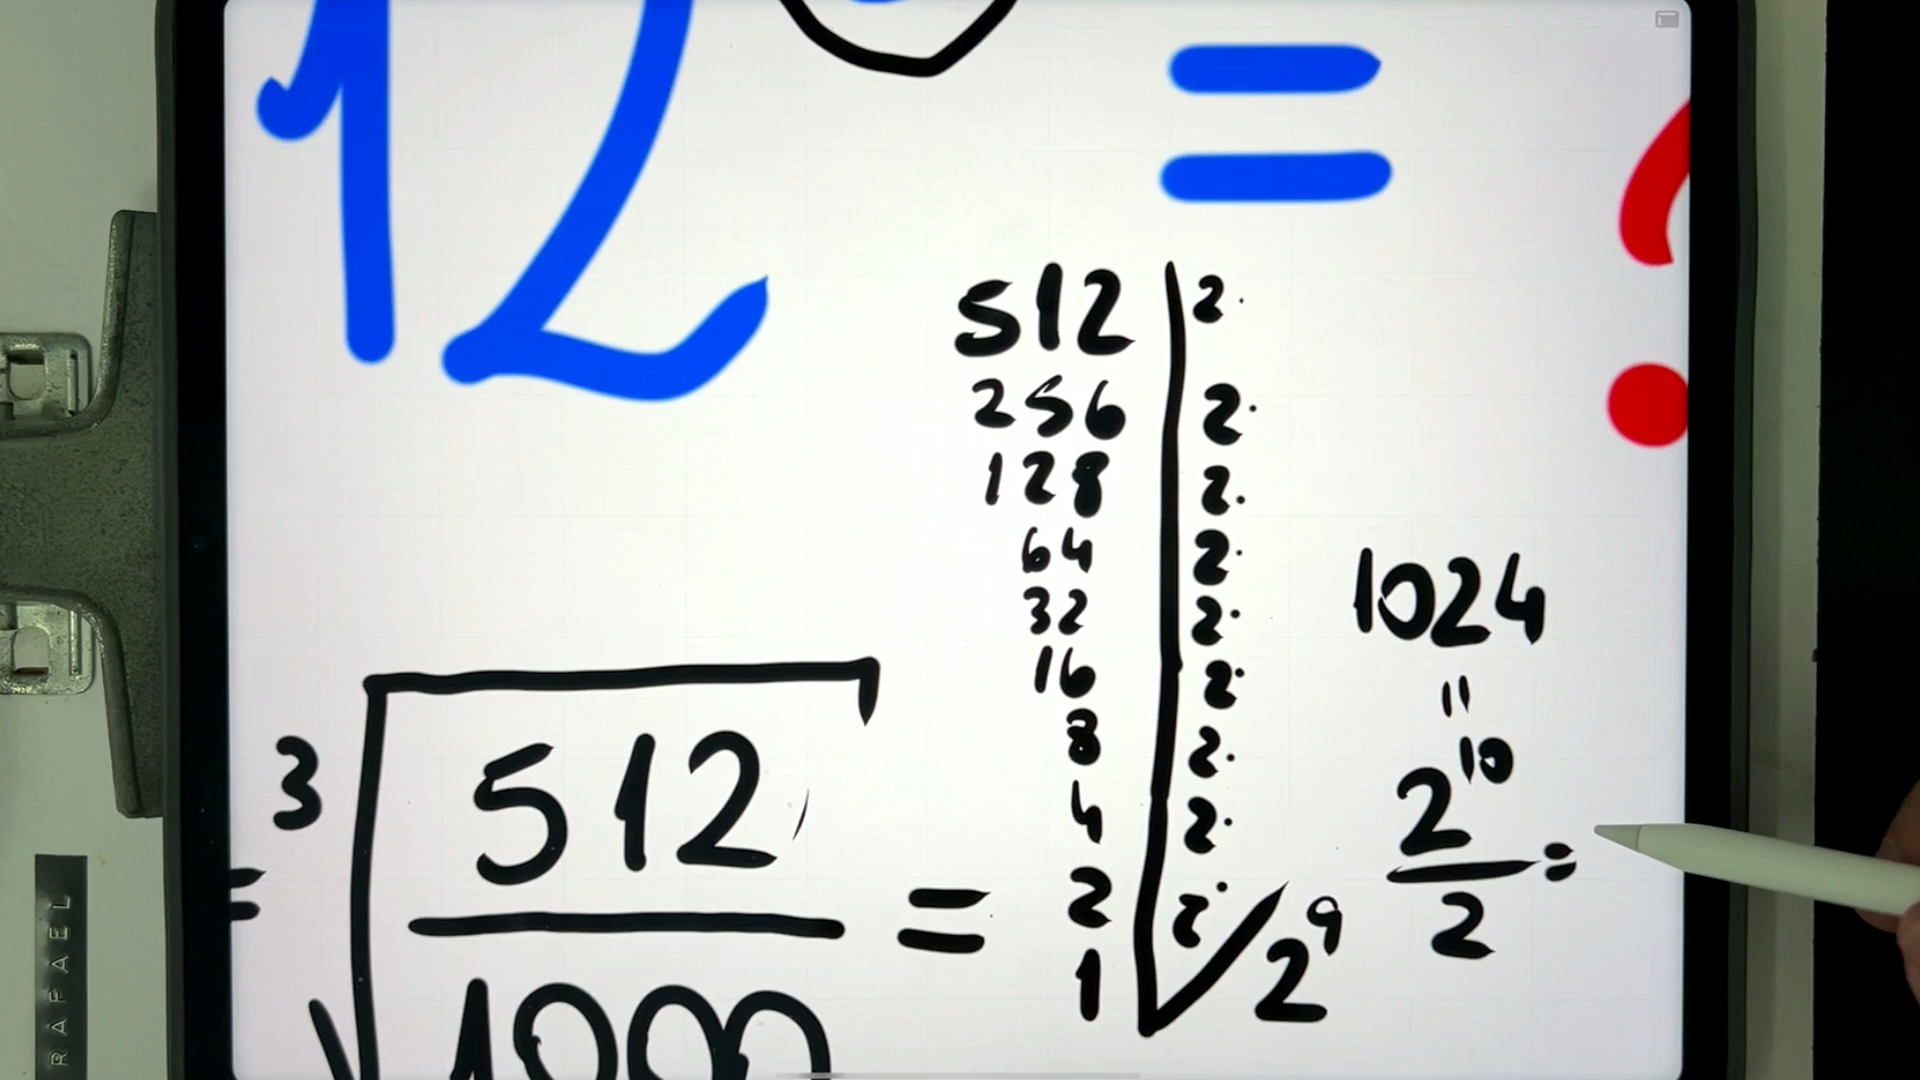 12 = ?
512 | 2.
256 | 2.
128 | 2.
64 | 2.
32 | 2.
16 | 2.
8 | 2.
4 | 2.
2 | 2.
1 | 2⁹
1024
=
2¹⁰
2
=
= ³√
512
1000
=
RAFAEL